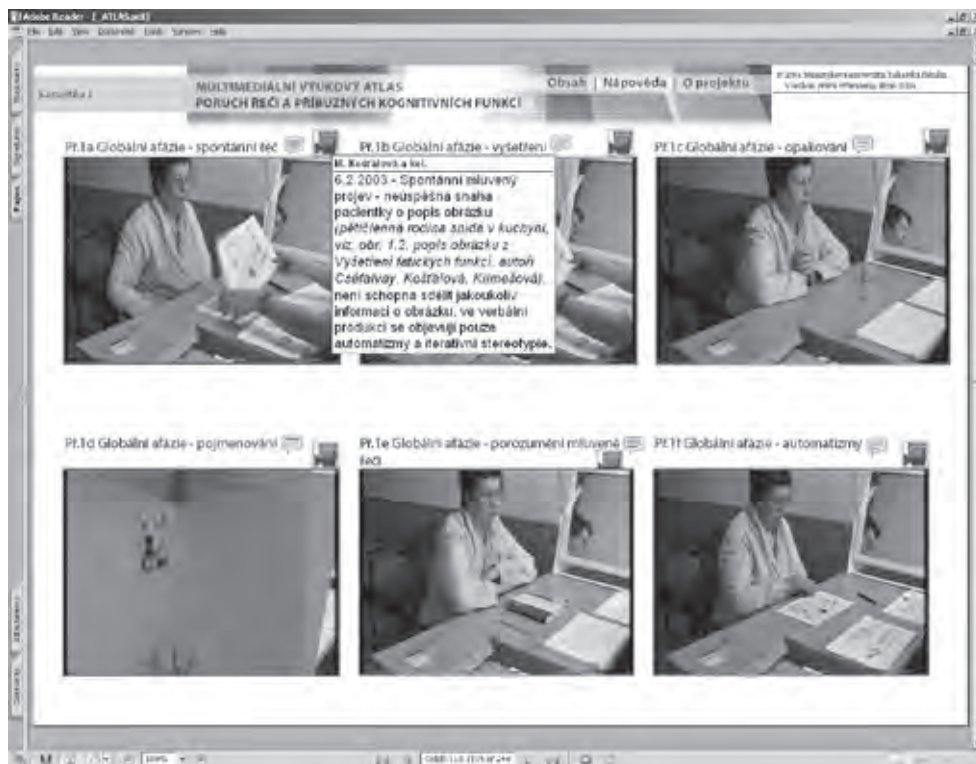 Adobe Reader - [_ATLAS
MULTIMEDIÁLNÍ VÝUKOVÝ ATLAS
PORUCH ŘEČI A PŘÍBUZNÝCH KOGNITIVNÍCH FUNKCÍ
Obsah | Nápověda | O projektu
Př.1a Globální afázie - spontánní řeč
Př.1b Globální afázie - vyšetření
Př.1c Globální afázie - opakování
M. Košťálová a kol.
6.2.2003 - Spontánní mluvený
projev - neúspěšná snaha
pacientky o popis obrázku
(pětičlenná rodina snídá v kuchyni,
viz. obr. 1.2. popis obrázku z
Vyšetření fatických funkcí, autoři
Cséfalvay, Košťálová, Klimešová),
není schopna sdělit jakoukoliv
informaci o obrázku, ve verbální
produkci se objevují pouze
automatizmy a iterativní stereotypie.
Př.1d Globální afázie - pojmenování
Př.1e Globální afázie - porozumění mluvené
řeči
Př.1f Globální afázie - automatizmy